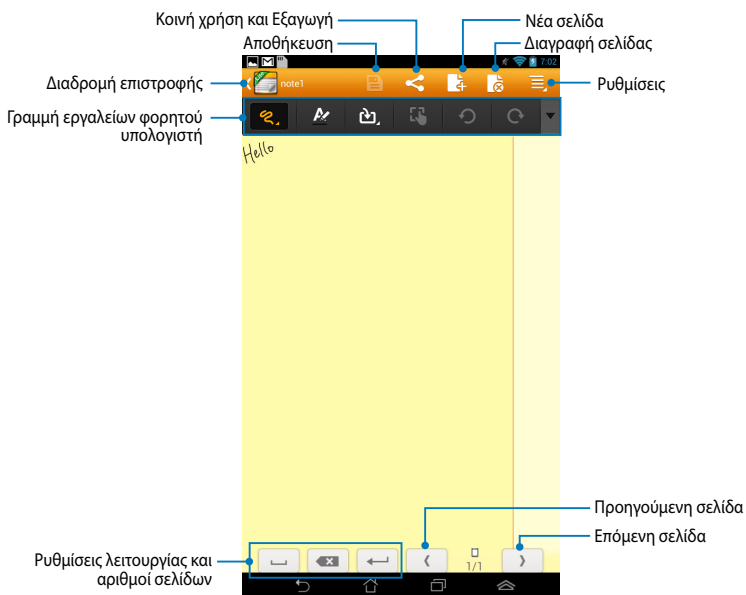 Κοινή χρήση και Εξαγωγή
Νέα σελίδα
Αποθήκευση
Διαγραφή σελίδας
7:02
Διαδρομή επιστροφής
note1
Ρυθμίσεις
Γραμμή εργαλείων φορητού
υπολογιστή
Hello
Προηγούμενη σελίδα
Επόμενη σελίδα
Ρυθμίσεις λειτουργίας και
αριθμοί σελίδων
1/1